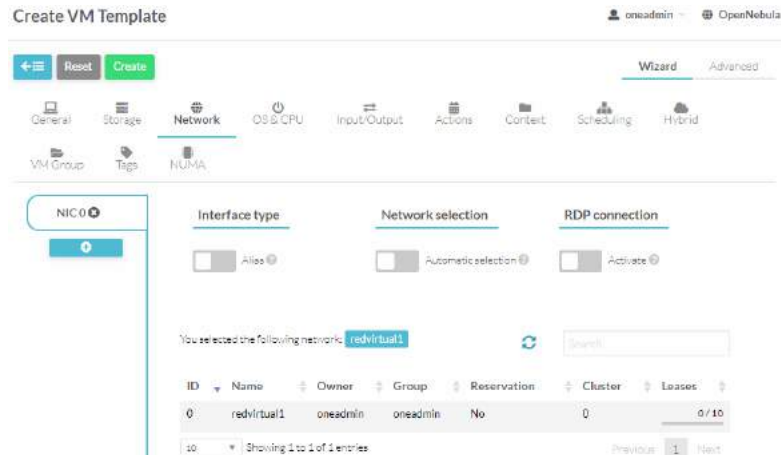 Create VM Template
oneadmin OpenNebula
Reset Create Wizard Advanced
General Storage Network OS & CPU Input/Output Actions Context Scheduling Hybrid
VM Group Tags NUMA
NIC 0
Interface type Network selection RDP connection
Alias Automatic selection Activate
You selected the following network: redvirtual1 Search
ID Name Owner Group Reservation Cluster Leases
0 redvirtual1 oneadmin oneadmin No 0 0 / 10
10 Showing 1 to 1 of 1 entries Previous 1 Next